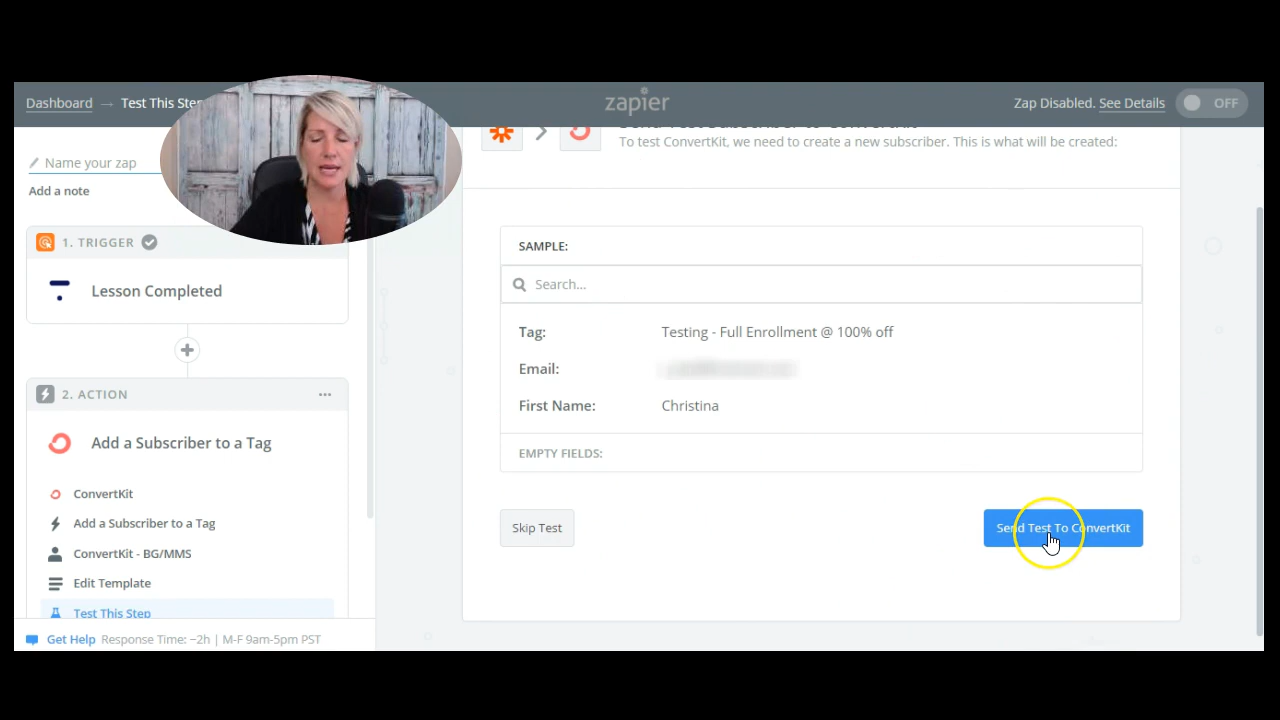 Dashboard → Test This Step
zapier
Zap Disabled. See Details
OFF
Name your zap
Add a note
To test ConvertKit, we need to create a new subscriber. This is what will be created:
1. TRIGGER
Lesson Completed
2. ACTION
Add a Subscriber to a Tag
ConvertKit
Add a Subscriber to a Tag
ConvertKit - BG/MMS
Edit Template
Test This Step
Get Help Response Time: ~2h | M-F 9am-5pm PST
SAMPLE:
Search...
Tag: Testing - Full Enrollment @ 100% off
Email:
First Name: Christina
EMPTY FIELDS:
Skip Test
Send Test To ConvertKit